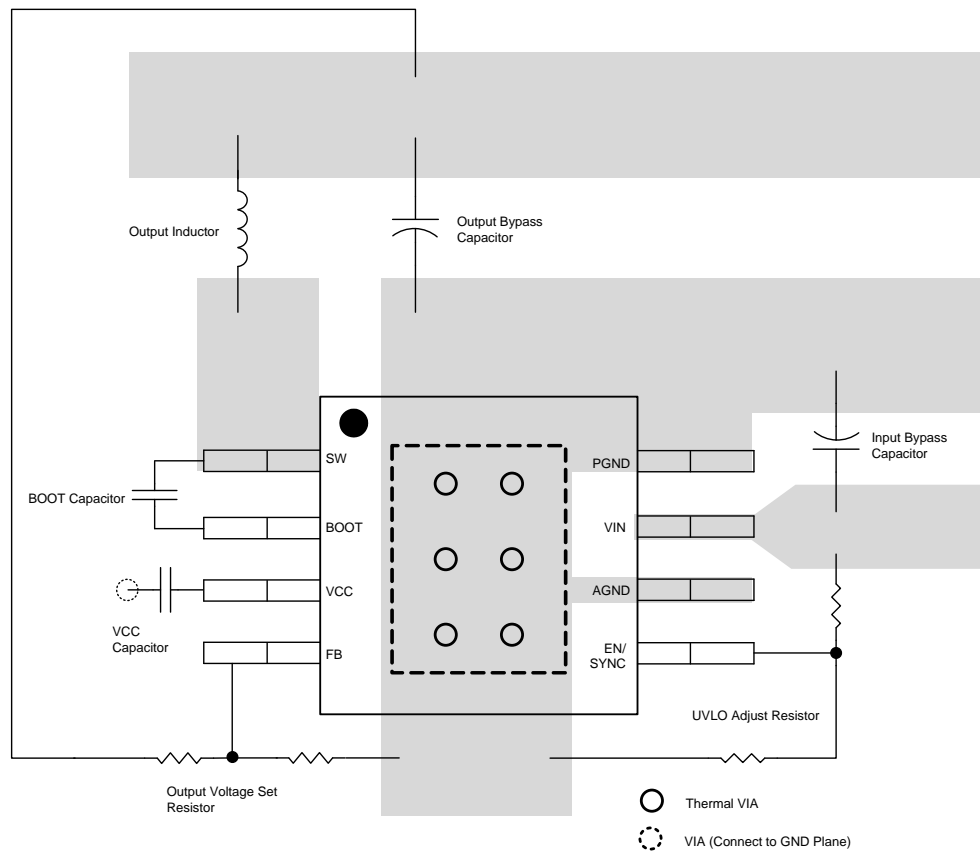 Output Inductor
Output Bypass
Capacitor
Input Bypass
Capacitor
SW
PGND
BOOT Capacitor
BOOT
VIN
VCC
AGND
VCC
Capacitor
FB
EN/
SYNC
UVLO Adjust Resistor
Output Voltage Set
Resistor
Thermal VIA
VIA (Connect to GND Plane)